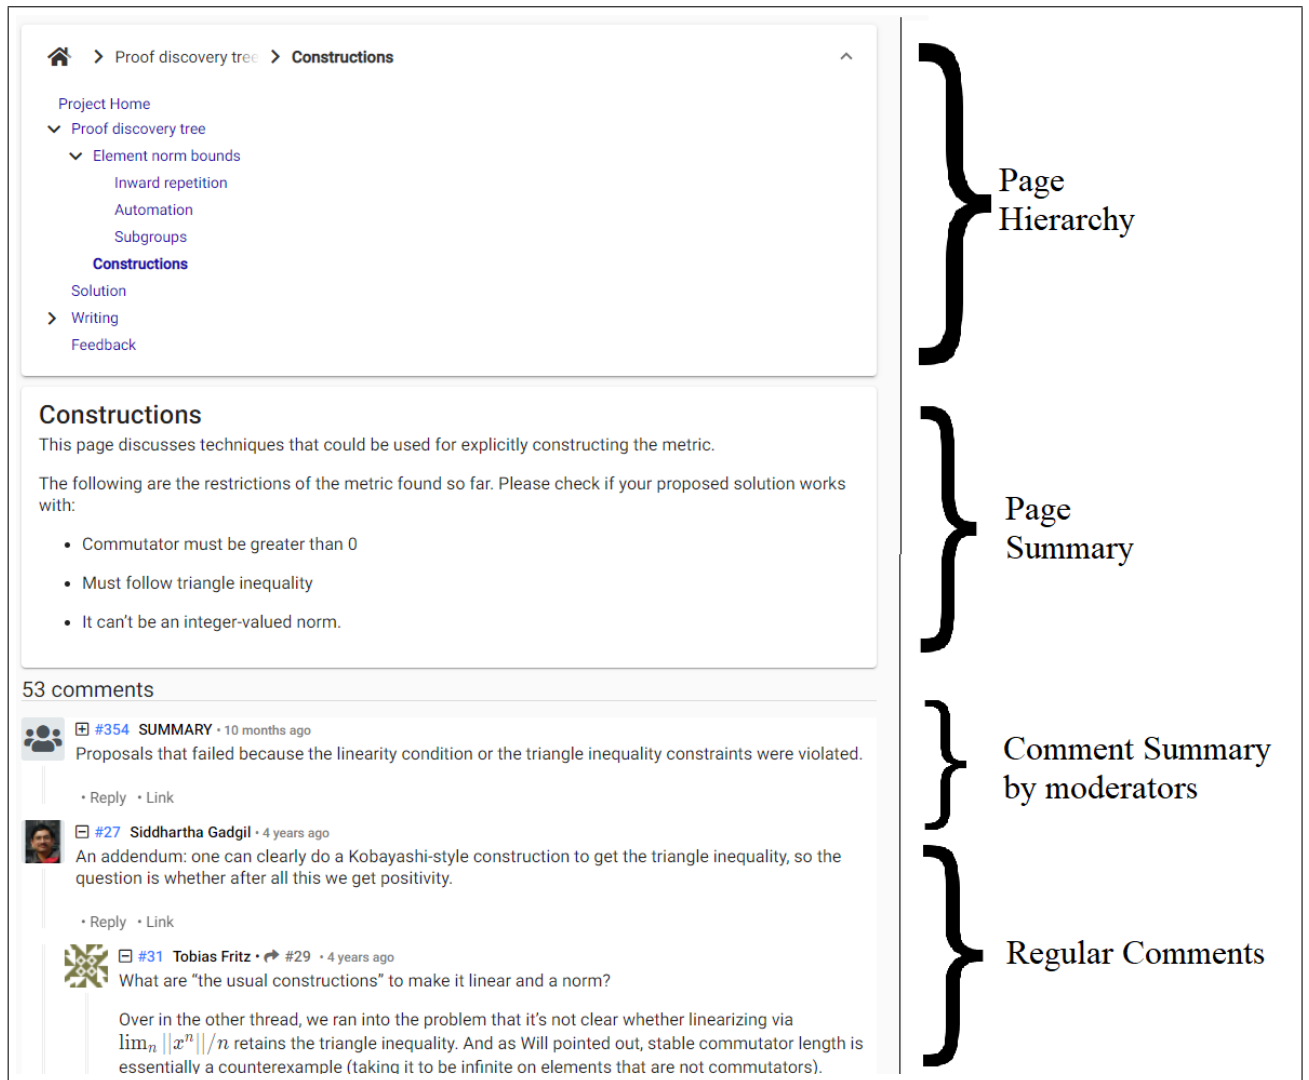 Proof discovery tree Constructions
Project Home
Proof discovery tree
Element norm bounds
Inward repetition
Automation
Subgroups
Constructions
Solution
Writing
Feedback
Page
Hierarchy
Constructions
This page discusses techniques that could be used for explicitly constructing the metric.
The following are the restrictions of the metric found so far. Please check if your proposed solution works
with:
• Commutator must be greater than 0
• Must follow triangle inequality
• It can't be an integer-valued norm.
Page
Summary
53 comments
#354 SUMMARY • 10 months ago
Proposals that failed because the linearity condition or the triangle inequality constraints were violated.
• Reply • Link
Comment Summary
by moderators
#27 Siddhartha Gadgil • 4 years ago
An addendum: one can clearly do a Kobayashi-style construction to get the triangle inequality, so the
question is whether after all this we get positivity.
• Reply • Link
#31 Tobias Fritz • #29 • 4 years ago
What are “the usual constructions” to make it linear and a norm?
Over in the other thread, we ran into the problem that it's not clear whether linearizing via
lim_n ||x^n||/n retains the triangle inequality. And as Will pointed out, stable commutator length is
essentially a counterexample (taking it to be infinite on elements that are not commutators).
Regular Comments